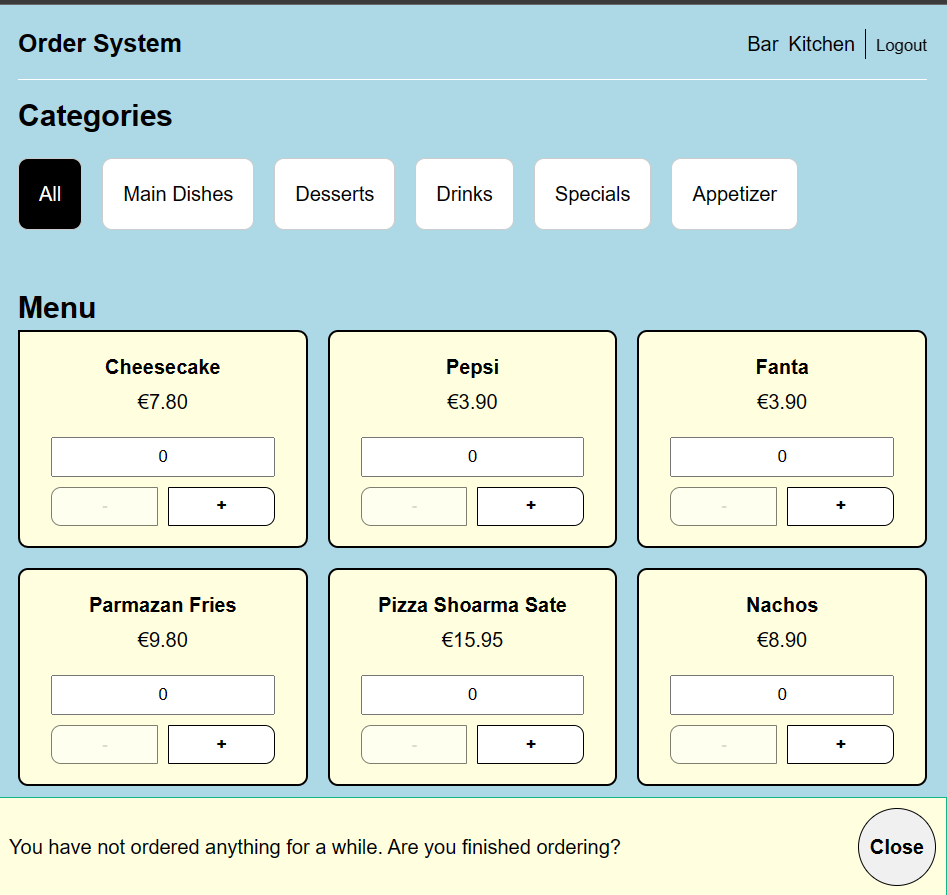 Order System
Bar Kitchen Logout
Categories
All Main Dishes Desserts Drinks Specials Appetizer
Menu
Cheesecake
€7.80
0
- +
Pepsi
€3.90
0
- +
Fanta
€3.90
0
- +
Parmazan Fries
€9.80
0
- +
Pizza Shoarma Sate
€15.95
0
- +
Nachos
€8.90
0
- +
You have not ordered anything for a while. Are you finished ordering?
Close